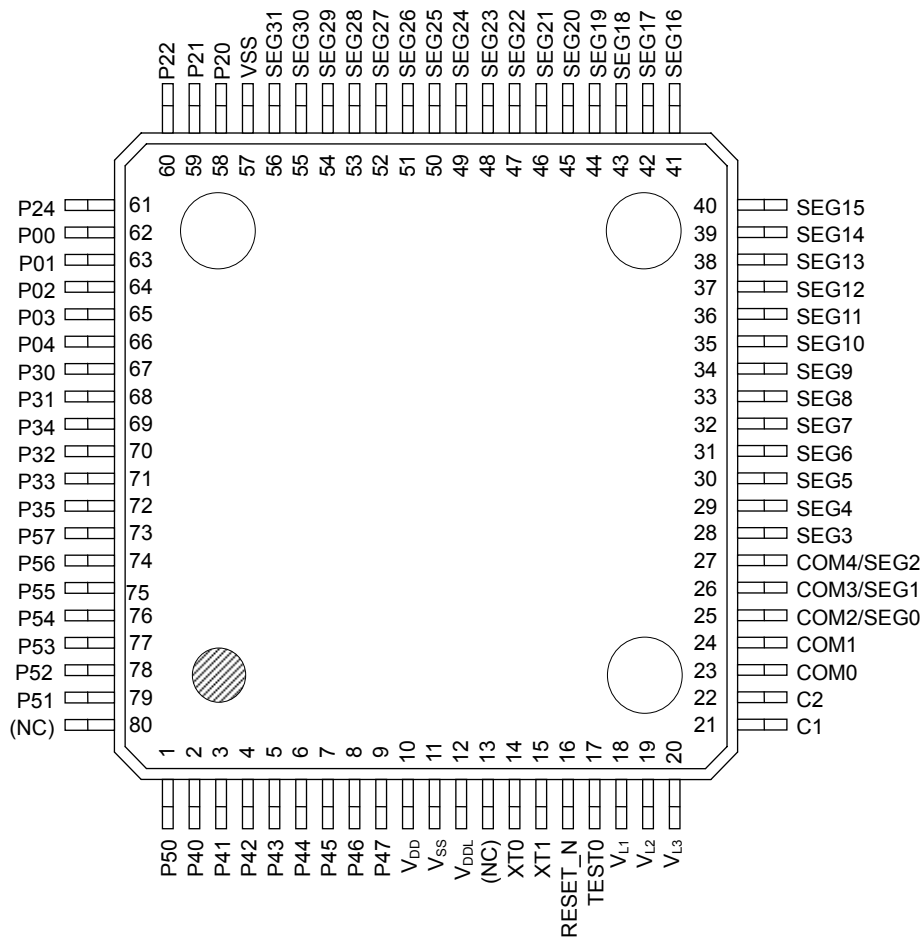 P22 P21 P20 VSS SEG31 SEG30 SEG29 SEG28 SEG27 SEG26 SEG25 SEG24 SEG23 SEG22 SEG21 SEG20 SEG19 SEG18 SEG17 SEG16
60 59 58 57 56 55 54 53 52 51 50 49 48 47 46 45 44 43 42 41
P24 61 40 SEG15
P00 62 39 SEG14
P01 63 38 SEG13
P02 64 37 SEG12
P03 65 36 SEG11
P04 66 35 SEG10
P30 67 34 SEG9
P31 68 33 SEG8
P34 69 32 SEG7
P32 70 31 SEG6
P33 71 30 SEG5
P35 72 29 SEG4
P57 73 28 SEG3
P56 74 27 COM4/SEG2
P55 75 26 COM3/SEG1
P54 76 25 COM2/SEG0
P53 77 24 COM1
P52 78 23 COM0
P51 79 22 C2
(NC) 80 21 C1
1 2 3 4 5 6 7 8 9 10 11 12 13 14 15 16 17 18 19 20
P50 P40 P41 P42 P43 P44 P45 P46 P47 VDD VSS VDDL (NC) XT0 XT1 RESET_N TEST0 VL1 VL2 VL3